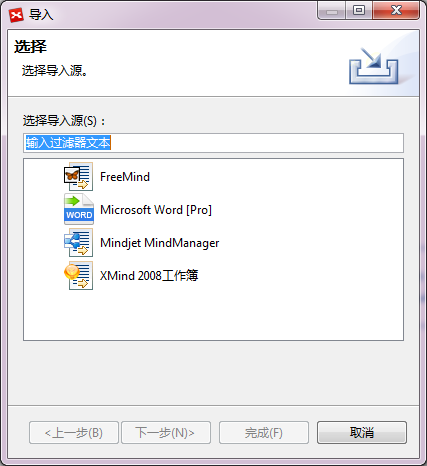 导入
选择
选择导入源。
选择导入源(S)：
输入过滤器文本
FreeMind
WORD Microsoft Word [Pro]
Mindjet MindManager
XMind 2008工作簿
<上一步(B) 下一步(N)> 完成(F) 取消